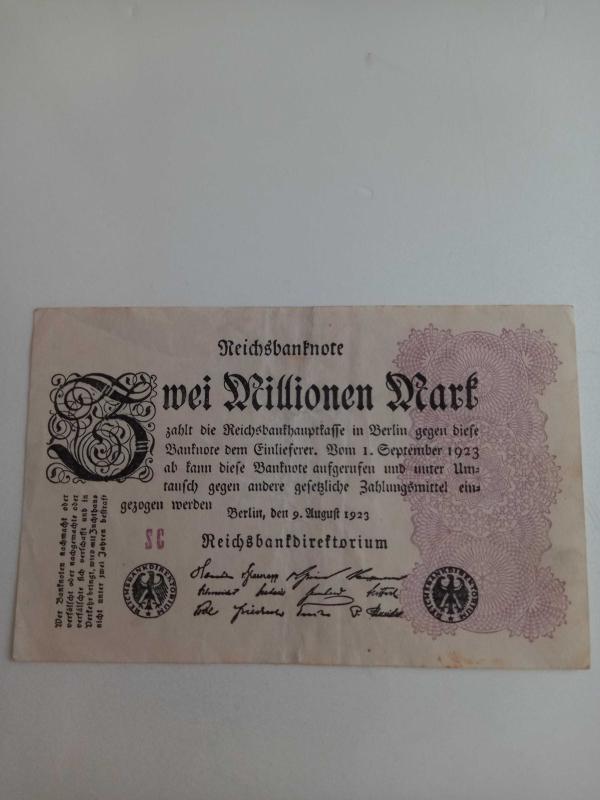 Reichsbanknote
Zwei Millionen Mark
zahlt die Reichsbankhauptkasse in Berlin gegen diese
Banknote dem Einlieferer. Vom 1. September 1923
ab kann diese Banknote aufgerufen und unter Um-
tausch gegen andere gesetzliche Zahlungsmittel ein-
gezogen werden
Berlin, den 9. August 1923
Reichsbankdirektorium
Wer Banknoten nachmacht oder
verfälscht oder nachgemachte oder
verfälschte sich verschafft und in
Verkehr bringt, wird mit Zuchthaus
nicht unter zwei Jahren bestraft
REICHSBANKDIREKTORIUM
REICHSBANKDIREKTORIUM